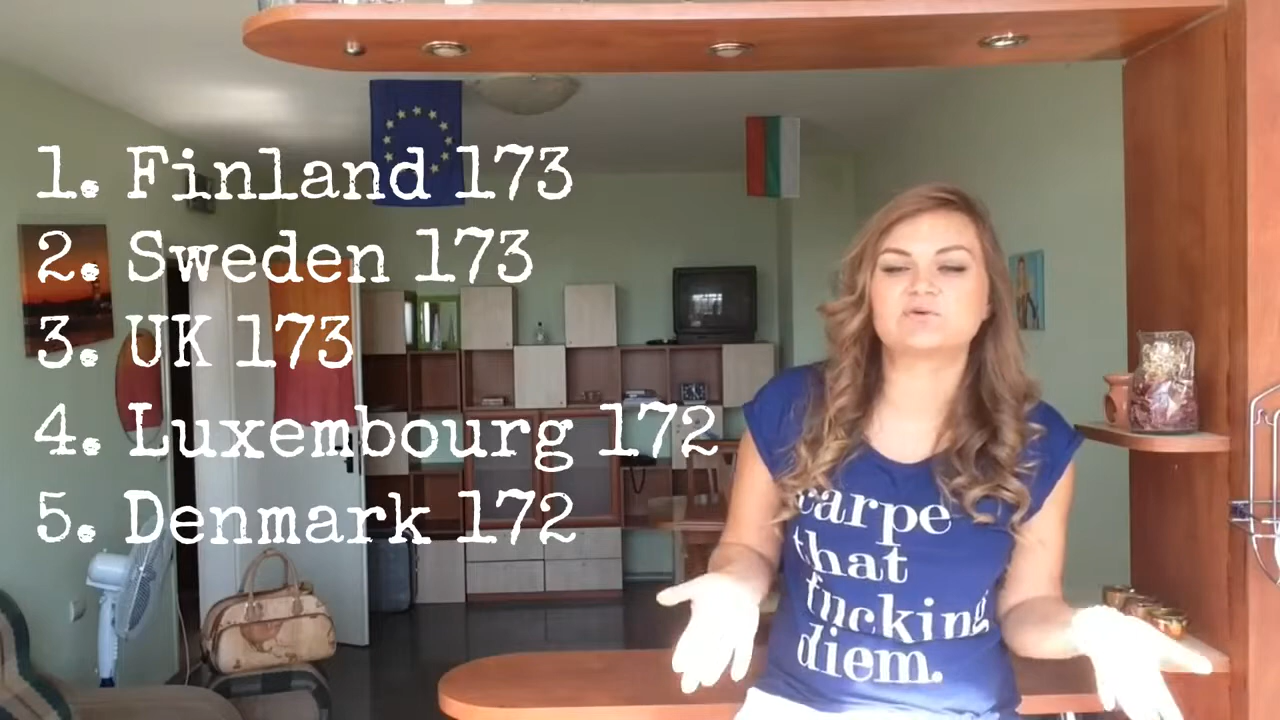 1. Finland 173
2. Sweden 173
3. UK 173
4. Luxembourg 172
5. Denmark 172
carpe
that
fucking
diem.